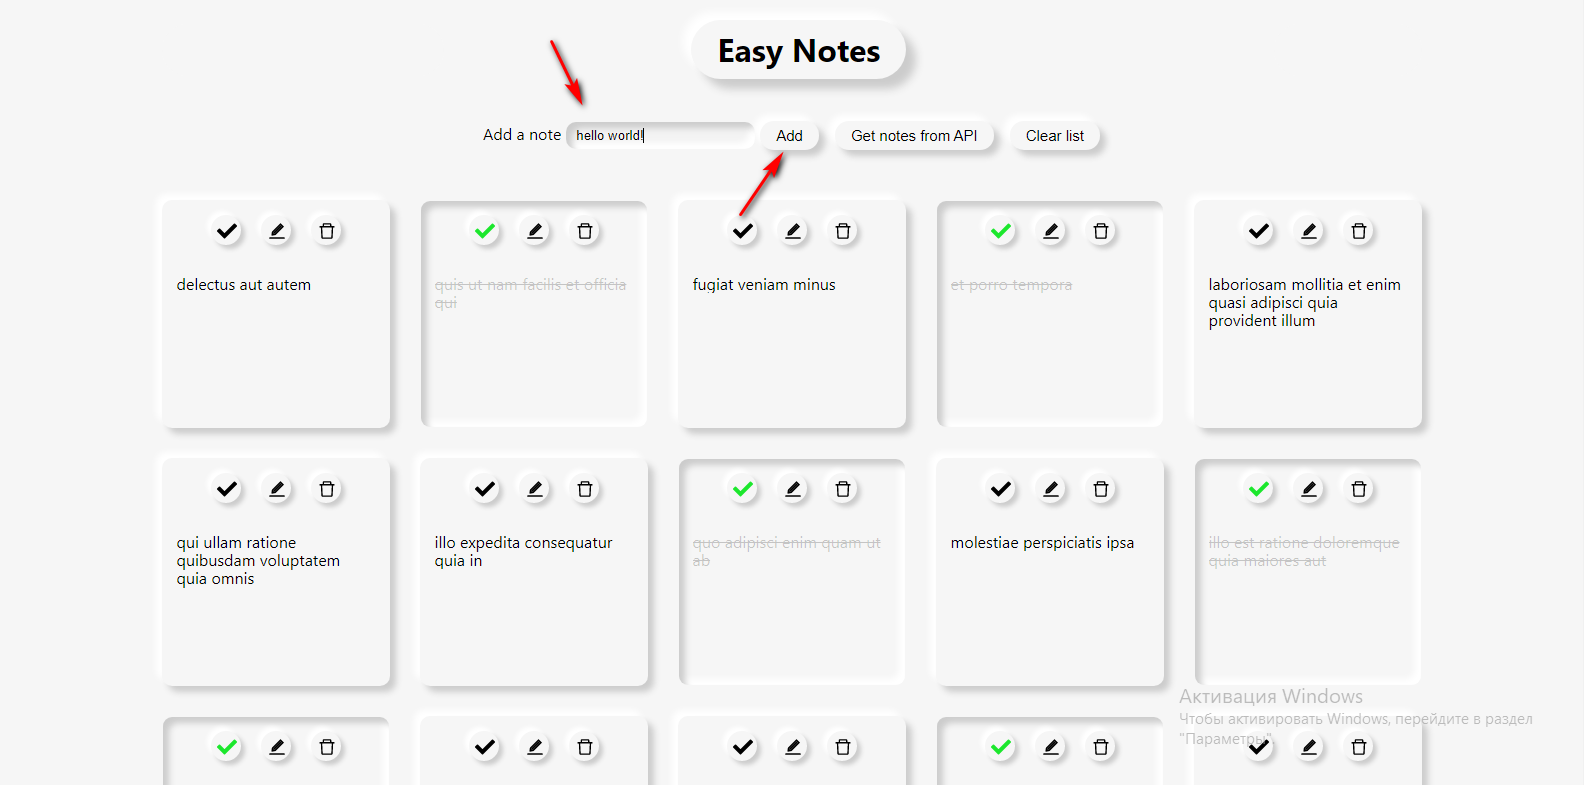 Easy Notes
Add a note hello world! Add Get notes from API Clear list
delectus aut autem
quis ut nam facilis et officia
qui
fugiat veniam minus
et porro tempora
laboriosam mollitia et enim
quasi adipisci quia
provident illum
qui ullam ratione
quibusdam voluptatem
quia omnis
illo expedita consequatur
quia in
quo adipisci enim quam ut
ab
molestiae perspiciatis ipsa
illo est ratione doloremque
quia maiores aut
Активация Windows
Чтобы активировать Windows, перейдите в раздел
"Параметры".